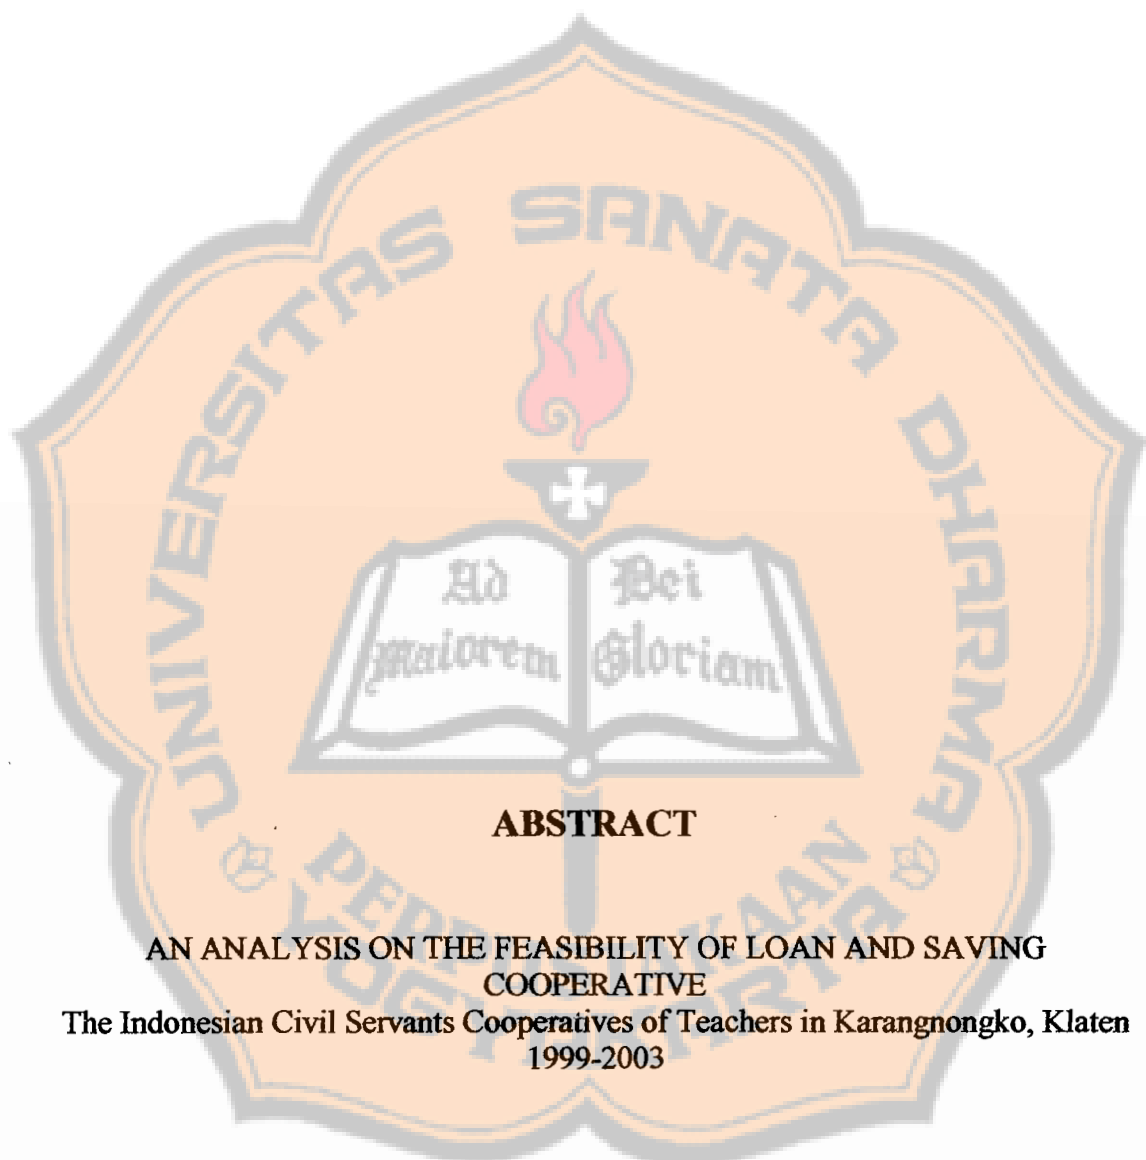 UNIVERSITAS SANATA DHARMA
Ad Dei
maiorem Gloriam
ABSTRACT
PERPUSTAKAAN
YOGYAKARTA
AN ANALYSIS ON THE FEASIBILITY OF LOAN AND SAVING
COOPERATIVE
The Indonesian Civil Servants Cooperatives of Teachers in Karangnongko, Klaten
1999-2003